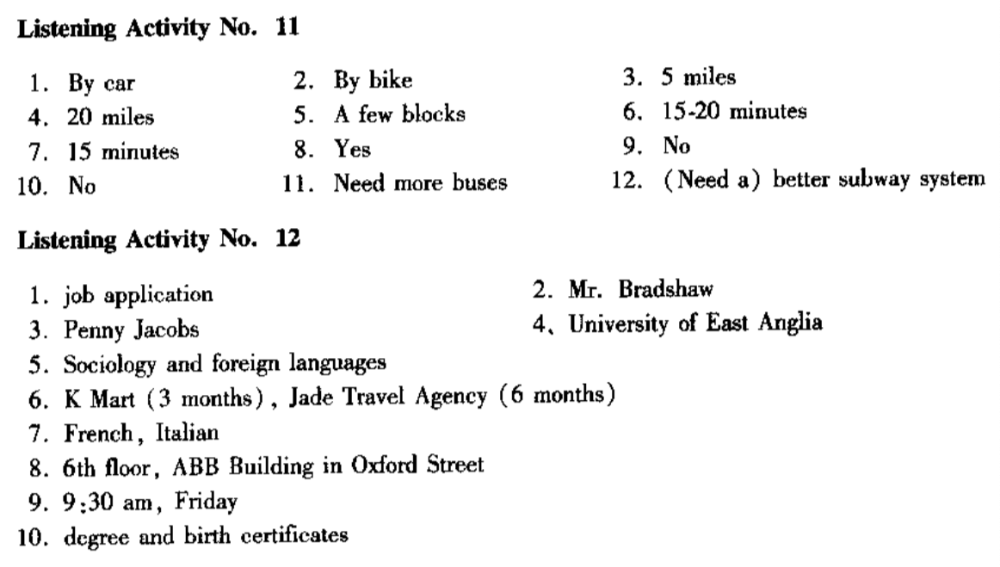 Listening Activity No. 11
1. By car 2. By bike 3. 5 miles
4. 20 miles 5. A few blocks 6. 15-20 minutes
7. 15 minutes 8. Yes 9. No
10. No 11. Need more buses 12. (Need a) better subway system
Listening Activity No. 12
1. job application 2. Mr. Bradshaw
3. Penny Jacobs 4、University of East Anglia
5. Sociology and foreign languages
6. K Mart (3 months), Jade Travel Agency (6 months)
7. French, Italian
8. 6th floor, ABB Building in Oxford Street
9. 9:30 am, Friday
10. degree and birth certificates